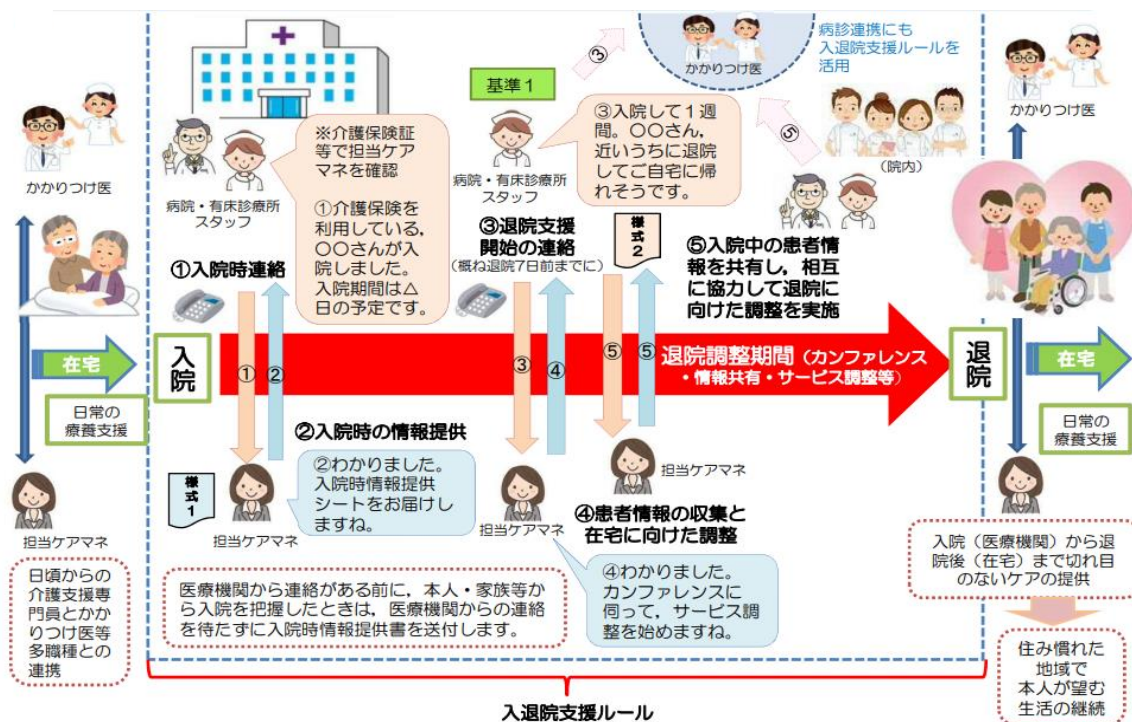 かかりつけ医
在宅
日常の
療養支援
担当ケアマネ
日頃からの
介護支援専
門員とかか
りつけ医等
多職種との
連携
入院
病院・有床診療所
スタッフ
※介護保険証
等で担当ケア
マネを確認
①介護保険を
利用している，
〇〇さんが入
院しました。
入院期間は△
日の予定です。
①入院時連絡
①
②
②入院時の情報提供
様式1
担当ケアマネ
②わかりました。
入院時情報提供
シートをお届けし
ますね。
医療機関から連絡がある前に，本人・家族等か
ら入院を把握したときは，医療機関からの連絡
を待たずに入院時情報提供書を送付します。
基準１
病院・有床診療所
スタッフ
③
かかりつけ医
病診連携にも
入退院支援ルールを
活用
③入院して１週
間。〇〇さん，
近いうちに退院
してご自宅に帰
れそうです。
③退院支援
開始の連絡
(概ね退院7日前までに)
③
④
担当ケアマネ
④患者情報の収集と
在宅に向けた調整
④わかりました。
カンファレンスに
伺って，サービス調
整を始めますね。
様式2
⑤
⑤
担当ケアマネ
⑤
（院内）
⑤入院中の患者情
報を共有し，相互
に協力して退院に
向けた調整を実施
退院調整期間（カンファレンス
・情報共有・サービス調整等）
退院
かかりつけ医
在宅
日常の
療養支援
担当ケアマネ
入院（医療機関）から退
院後（在宅）まで切れ目
のないケアの提供
住み慣れた
地域で
本人が望む
生活の継続
入退院支援ルール